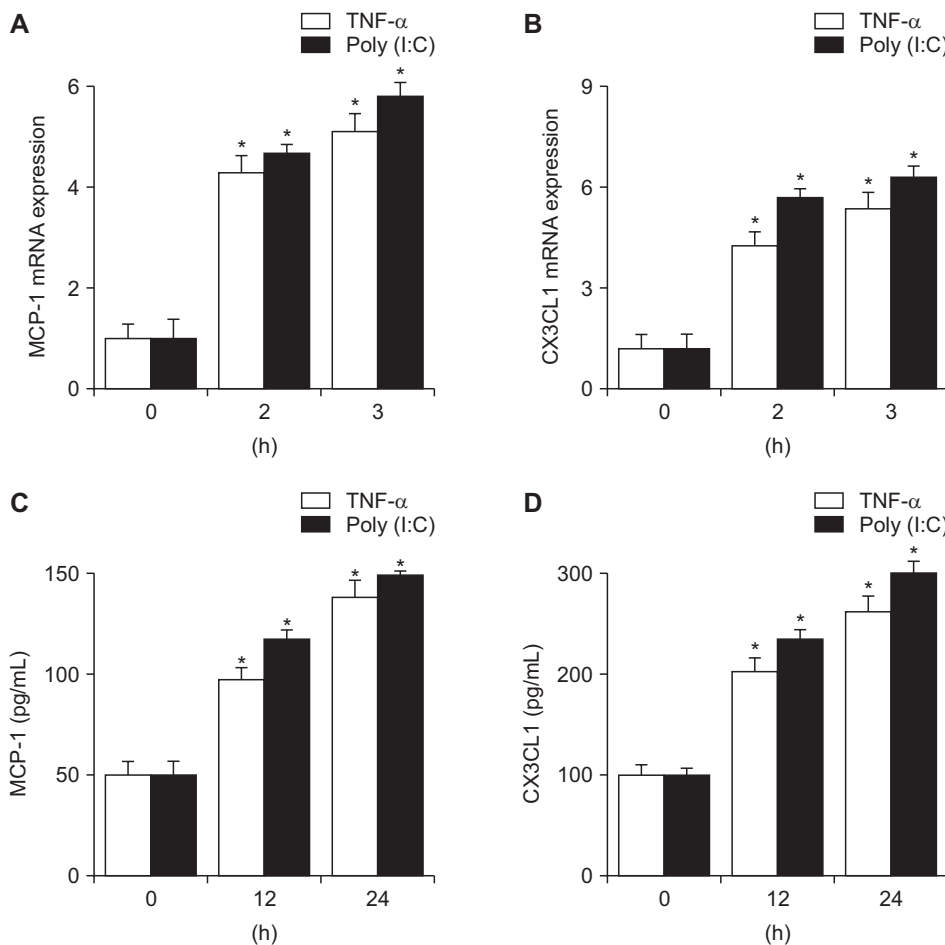 A
TNF-α
Poly (I:C)
MCP-1 mRNA expression
6
4
2
0
* * * *
0 2 3
(h)
B
TNF-α
Poly (I:C)
CX3CL1 mRNA expression
9
6
3
0
* * * *
0 2 3
(h)
C
TNF-α
Poly (I:C)
MCP-1 (pg/mL)
150
100
50
0
* * * *
0 12 24
(h)
D
TNF-α
Poly (I:C)
CX3CL1 (pg/mL)
300
200
100
0
* * * *
0 12 24
(h)